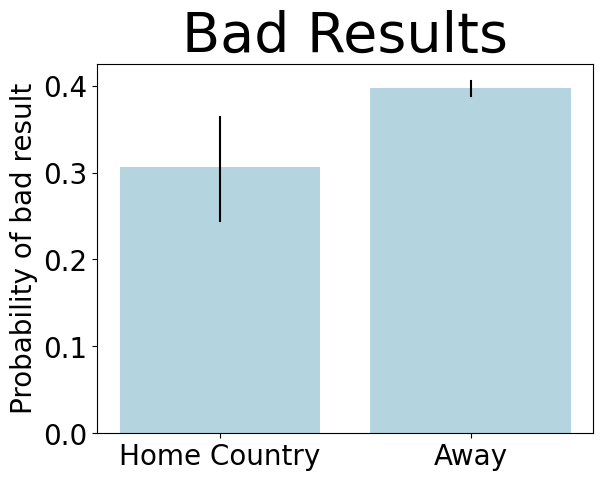 Bad Results
Probability of bad result
0.4
0.3
0.2
0.1
0.0
Home Country
Away